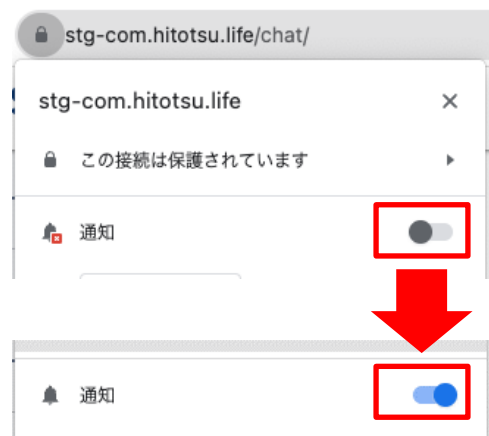 stg-com.hitotsu.life/chat/
stg-com.hitotsu.life
この接続は保護されています
通知
通知